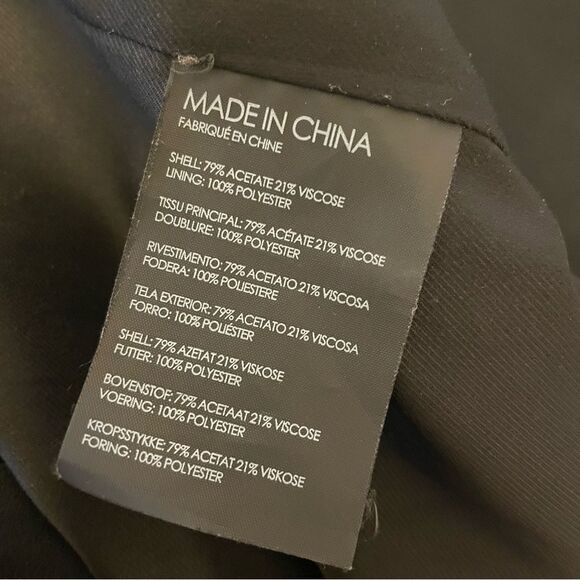 MADE IN CHINA
FABRIQUÉ EN CHINE
SHELL: 79% ACETATE 21% VISCOSE
LINING: 100% POLYESTER
TISSU PRINCIPAL: 79% ACÉTATE 21% VISCOSE
DOUBLURE: 100% POLYESTER
RIVESTIMENTO: 79% ACETATO 21% VISCOSA
FODERA: 100% POLIESTERE
TELA EXTERIOR: 79% ACETATO 21% VISCOSA
FORRO: 100% POLIÉSTER
SHELL: 79% AZETAT 21% VISKOSE
FUTTER: 100% POLYESTER
BOVENSTOF: 79% ACETAAT 21% VISCOSE
VOERING: 100% POLYESTER
KROPSSTYKKE: 79% ACETAT 21% VISKOSE
FORING: 100% POLYESTER